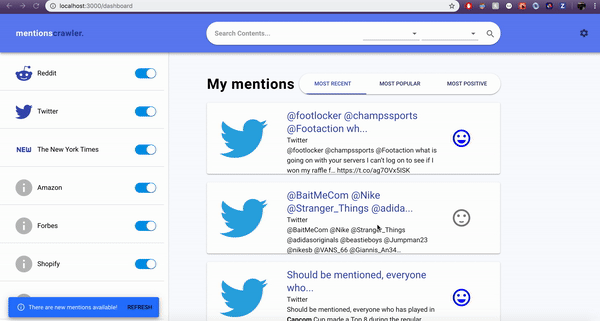 localhost:3000/dashboard
mentionscrawler.
Search Contents...
Reddit
Twitter
NEW The New York Times
Amazon
Forbes
Shopify
There are new mentions available! REFRESH
My mentions
MOST RECENT MOST POPULAR MOST POSITIVE
@footlocker @champssports
@Footaction wh...
Twitter
@footlocker @champssports @Footaction what is
going on with your servers I can't log on to see if I
won my raffle f... https://t.co/ag70Vx5lSK
@BaitMeCom @Nike
@Stranger_Things @adida...
Twitter
@BaitMeCom @Nike @Stranger_Things
@adidasoriginals @beastieboys @Jumpman23
@nikesb @VANS_66 @Giannis_An34...
Should be mentioned, everyone
who...
Twitter
Should be mentioned, everyone who has played in
Capcom Cup made a Top 8 during the regular